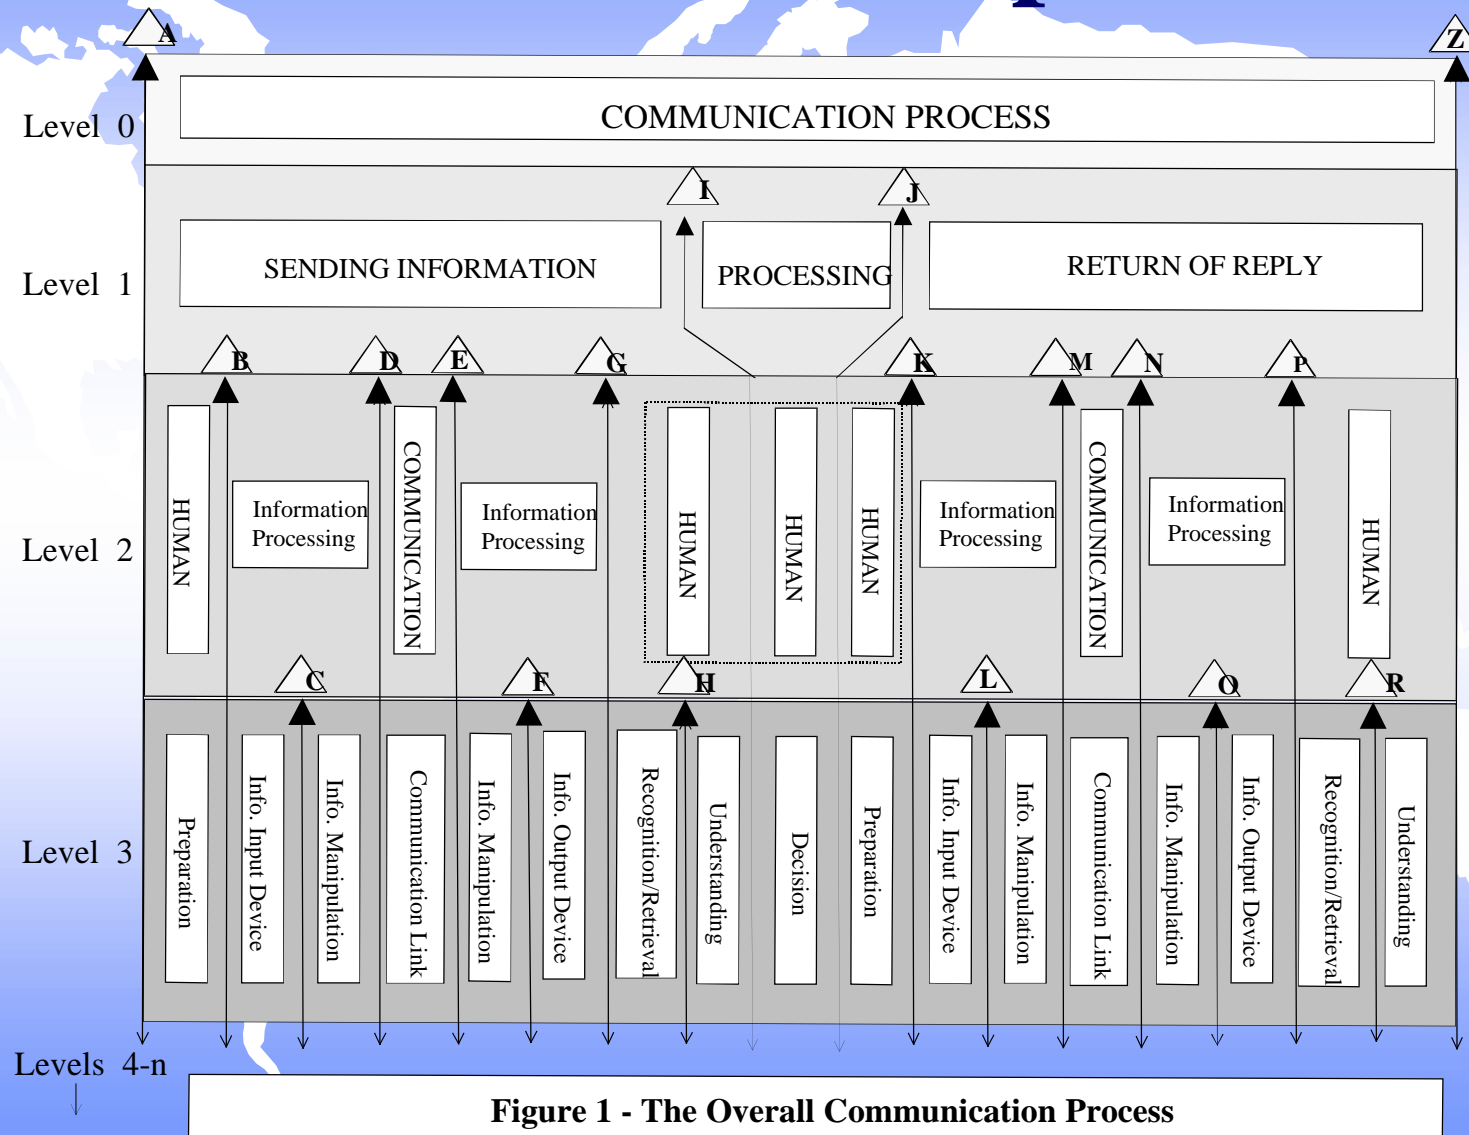 A
Z
Level 0
COMMUNICATION PROCESS
I
J
Level 1
SENDING INFORMATION
PROCESSING
RETURN OF REPLY
B
D
E
G
K
M
N
P
Level 2
HUMAN
Information
Processing
COMMUNICATION
Information
Processing
HUMAN
HUMAN
HUMAN
Information
Processing
COMMUNICATION
Information
Processing
HUMAN
C
F
H
L
O
R
Level 3
Preparation
Info. Input Device
Info. Manipulation
Communication Link
Info. Manipulation
Info. Output Device
Recognition/Retrieval
Understanding
Decision
Preparation
Info. Input Device
Info. Manipulation
Communication Link
Info. Manipulation
Info. Output Device
Recognition/Retrieval
Understanding
Levels 4-n
Figure 1 - The Overall Communication Process